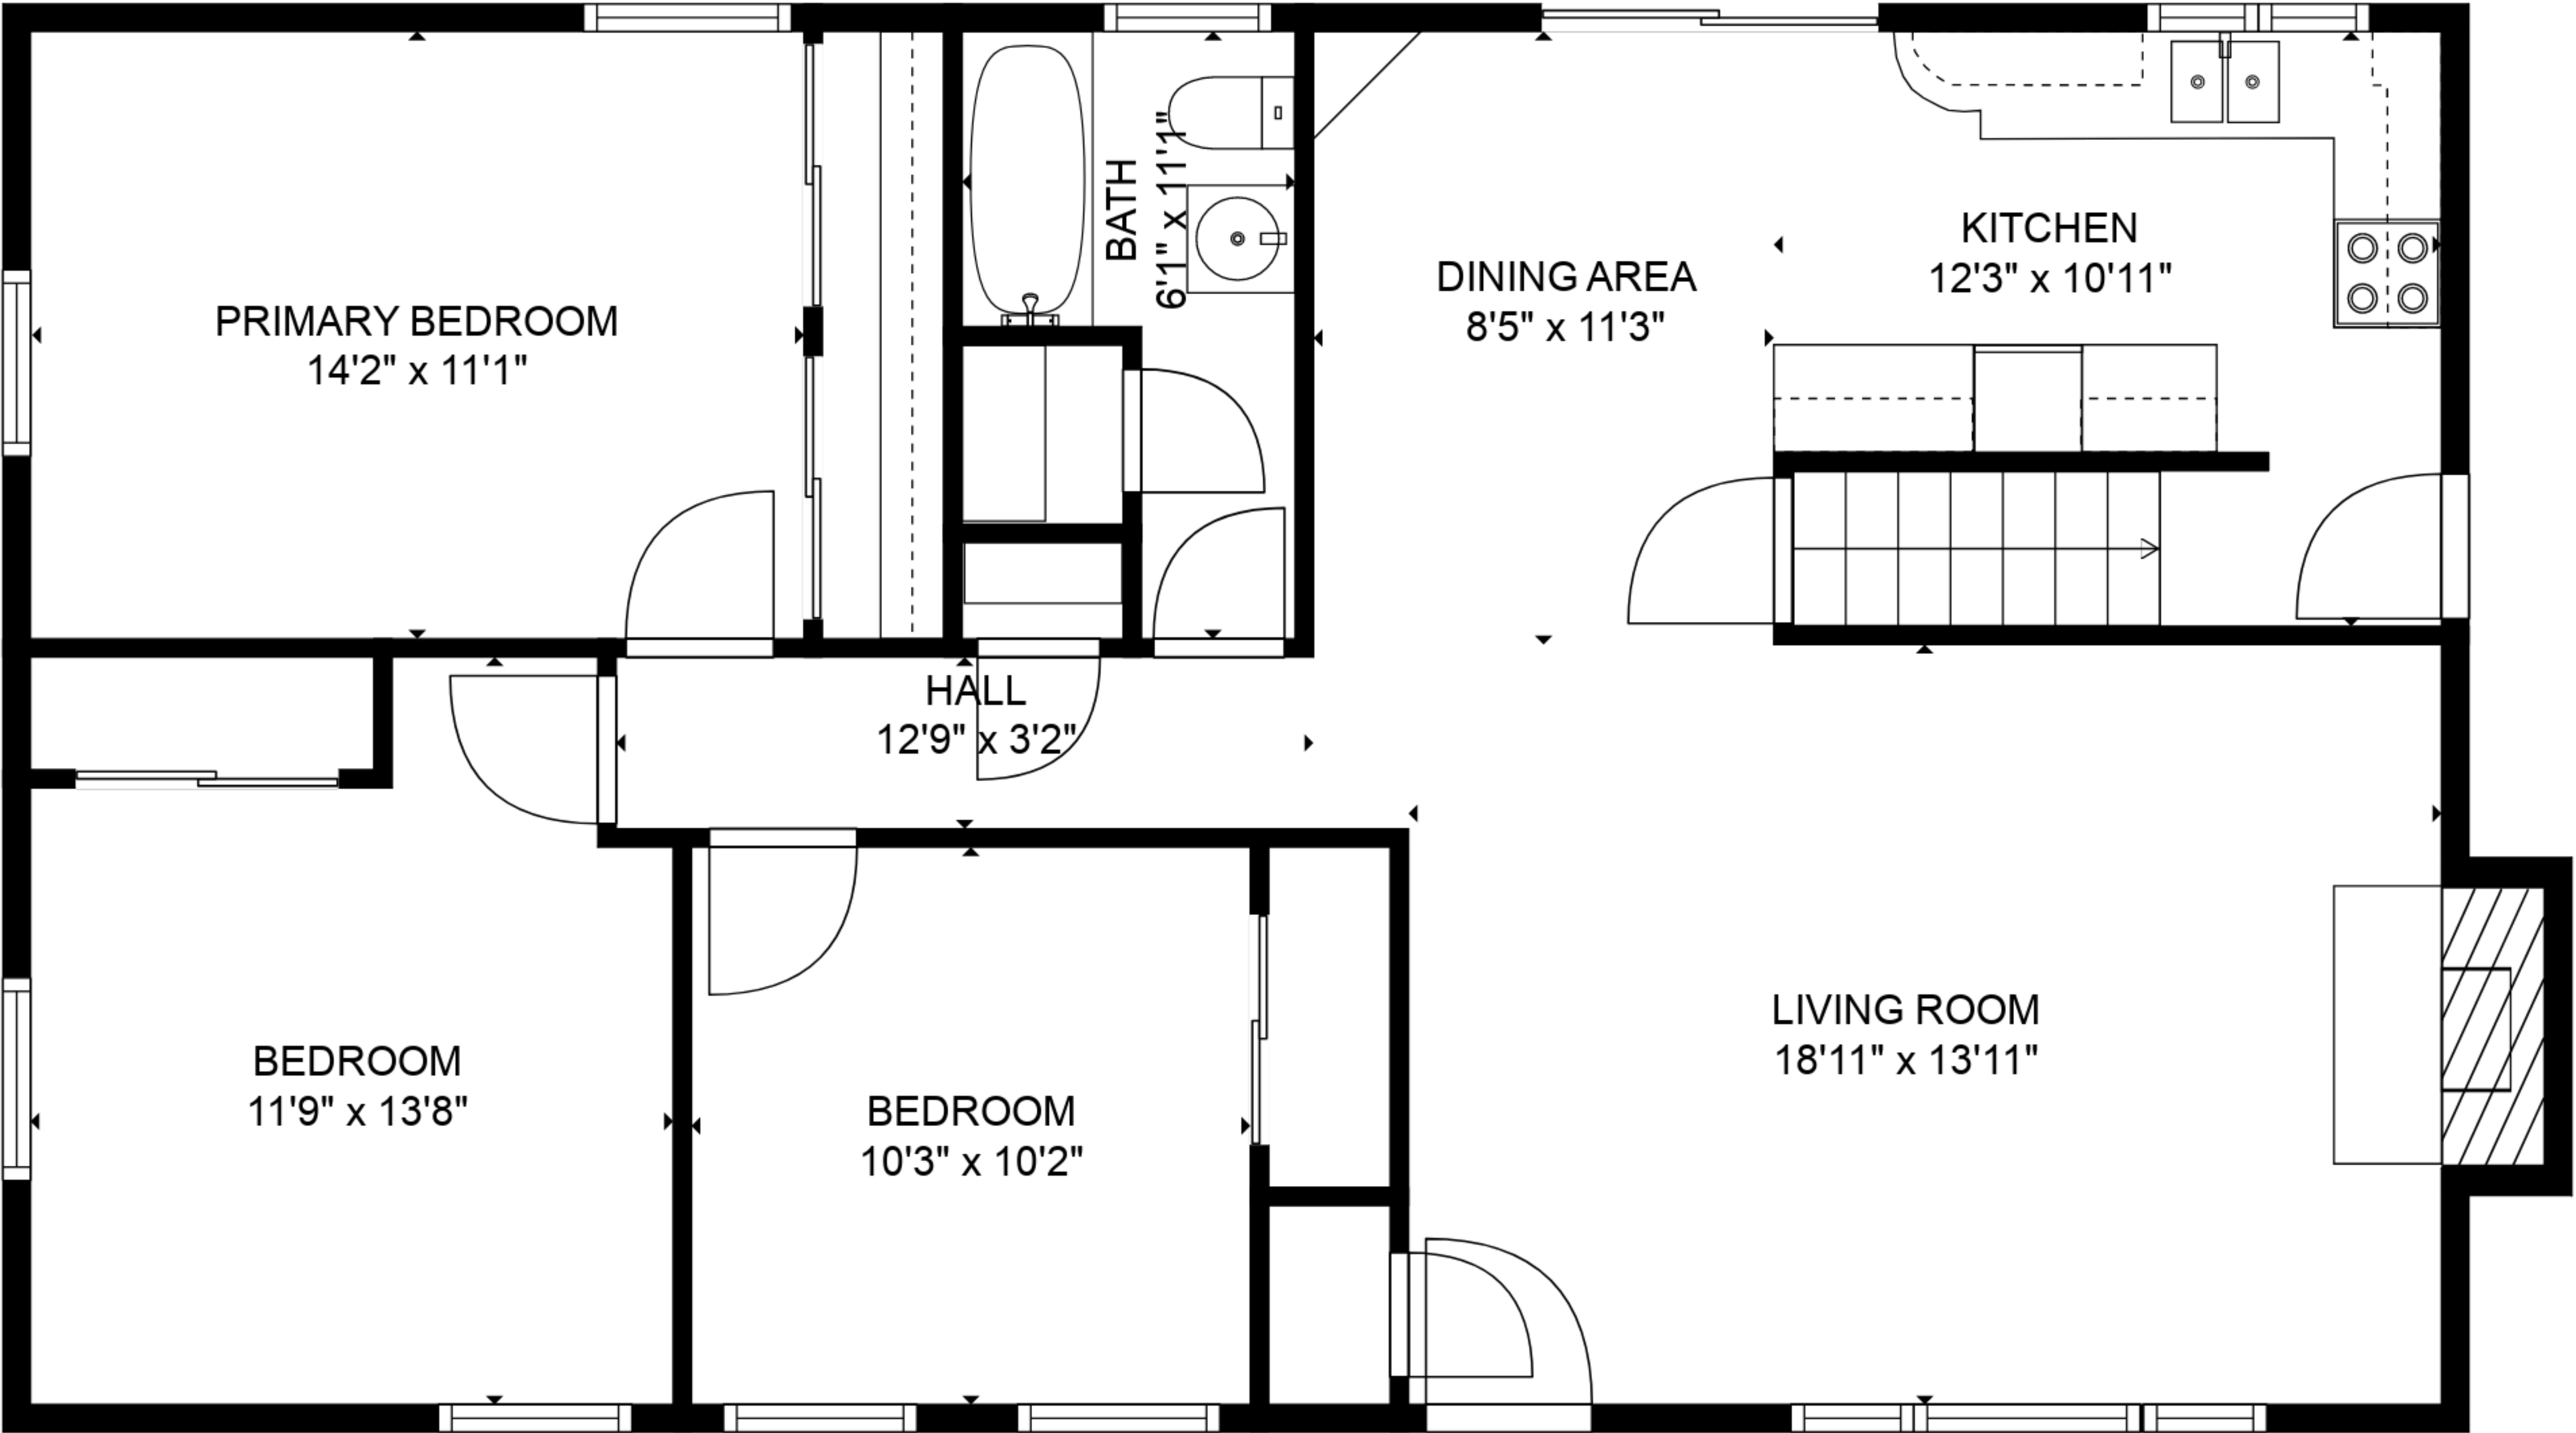 PRIMARY BEDROOM
14'2" x 11'1"
BATH
6'1" x 11'1"
DINING AREA
8'5" x 11'3"
KITCHEN
12'3" x 10'11"
HALL
12'9" x 3'2"
BEDROOM
11'9" x 13'8"
BEDROOM
10'3" x 10'2"
LIVING ROOM
18'11" x 13'11"